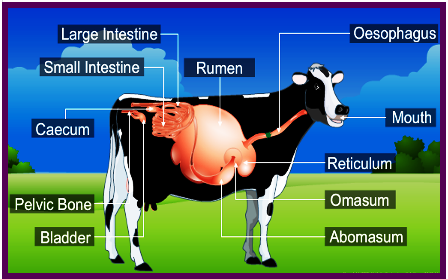 Large Intestine
Oesophagus
Small Intestine
Rumen
Mouth
Caecum
Reticulum
Pelvic Bone
Omasum
Bladder
Abomasum